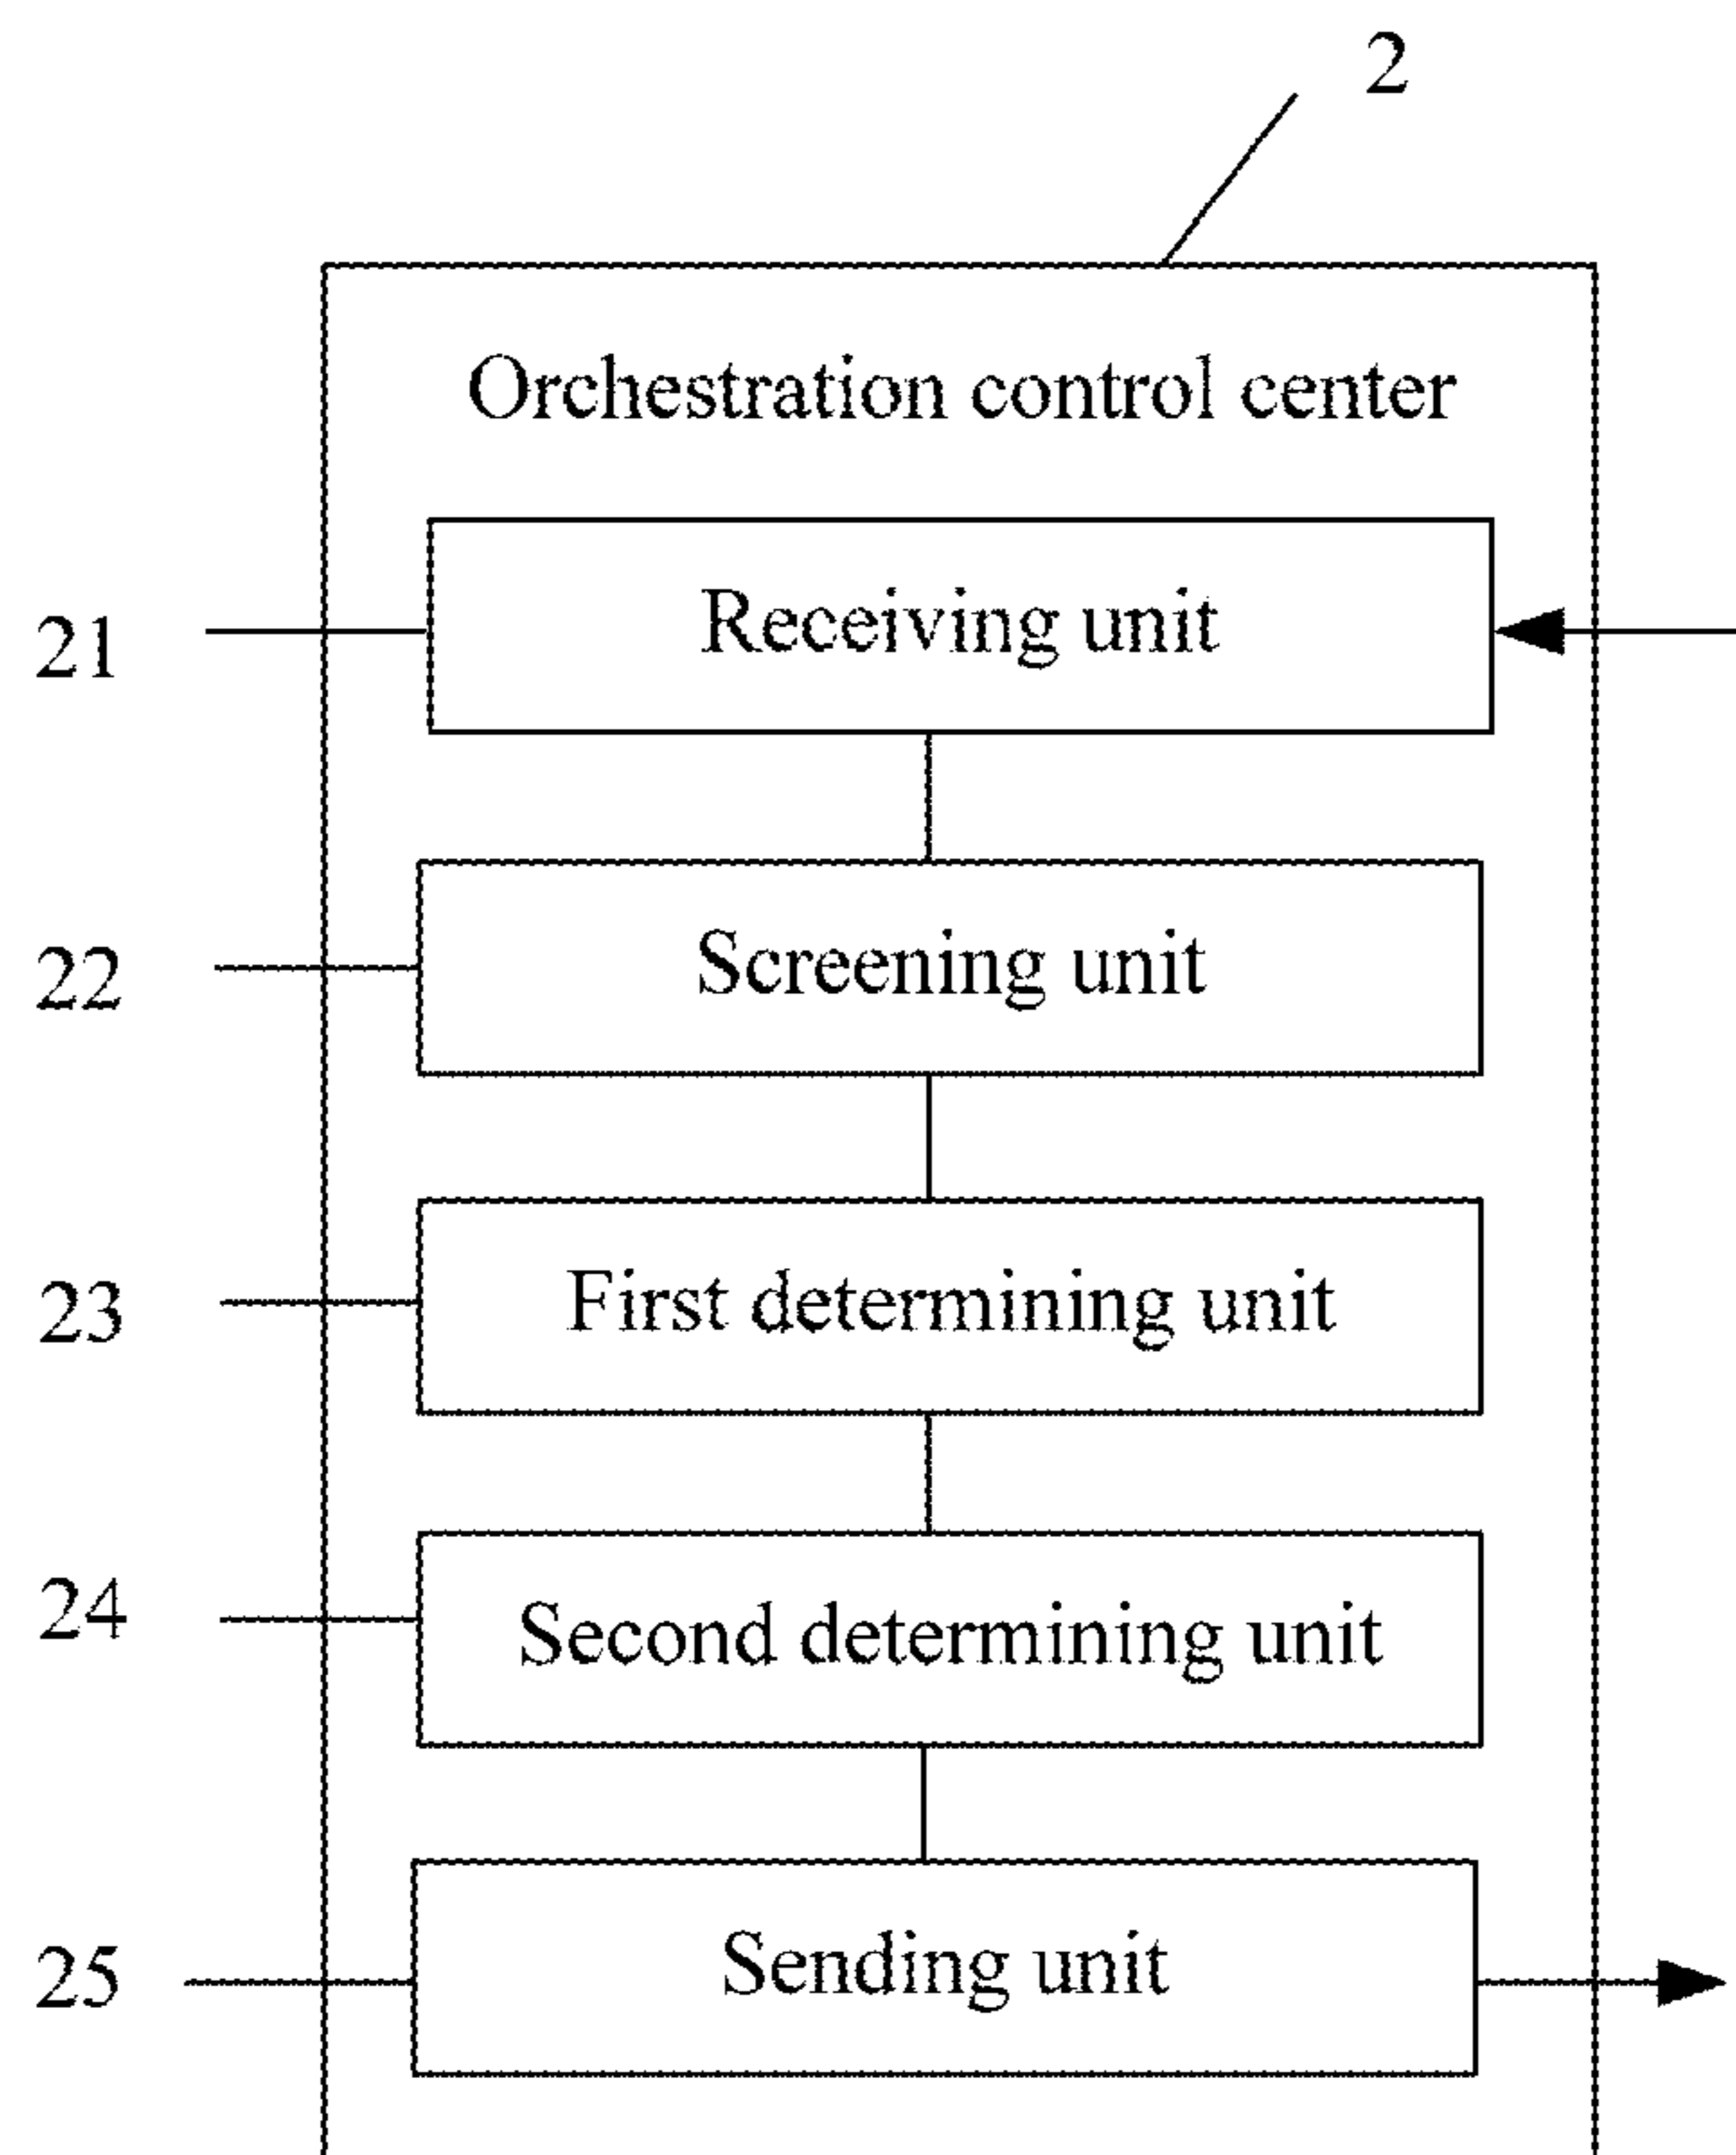 2
Orchestration control center
21
Receiving unit
22
Screening unit
23
First determining unit
24
Second determining unit
25
Sending unit